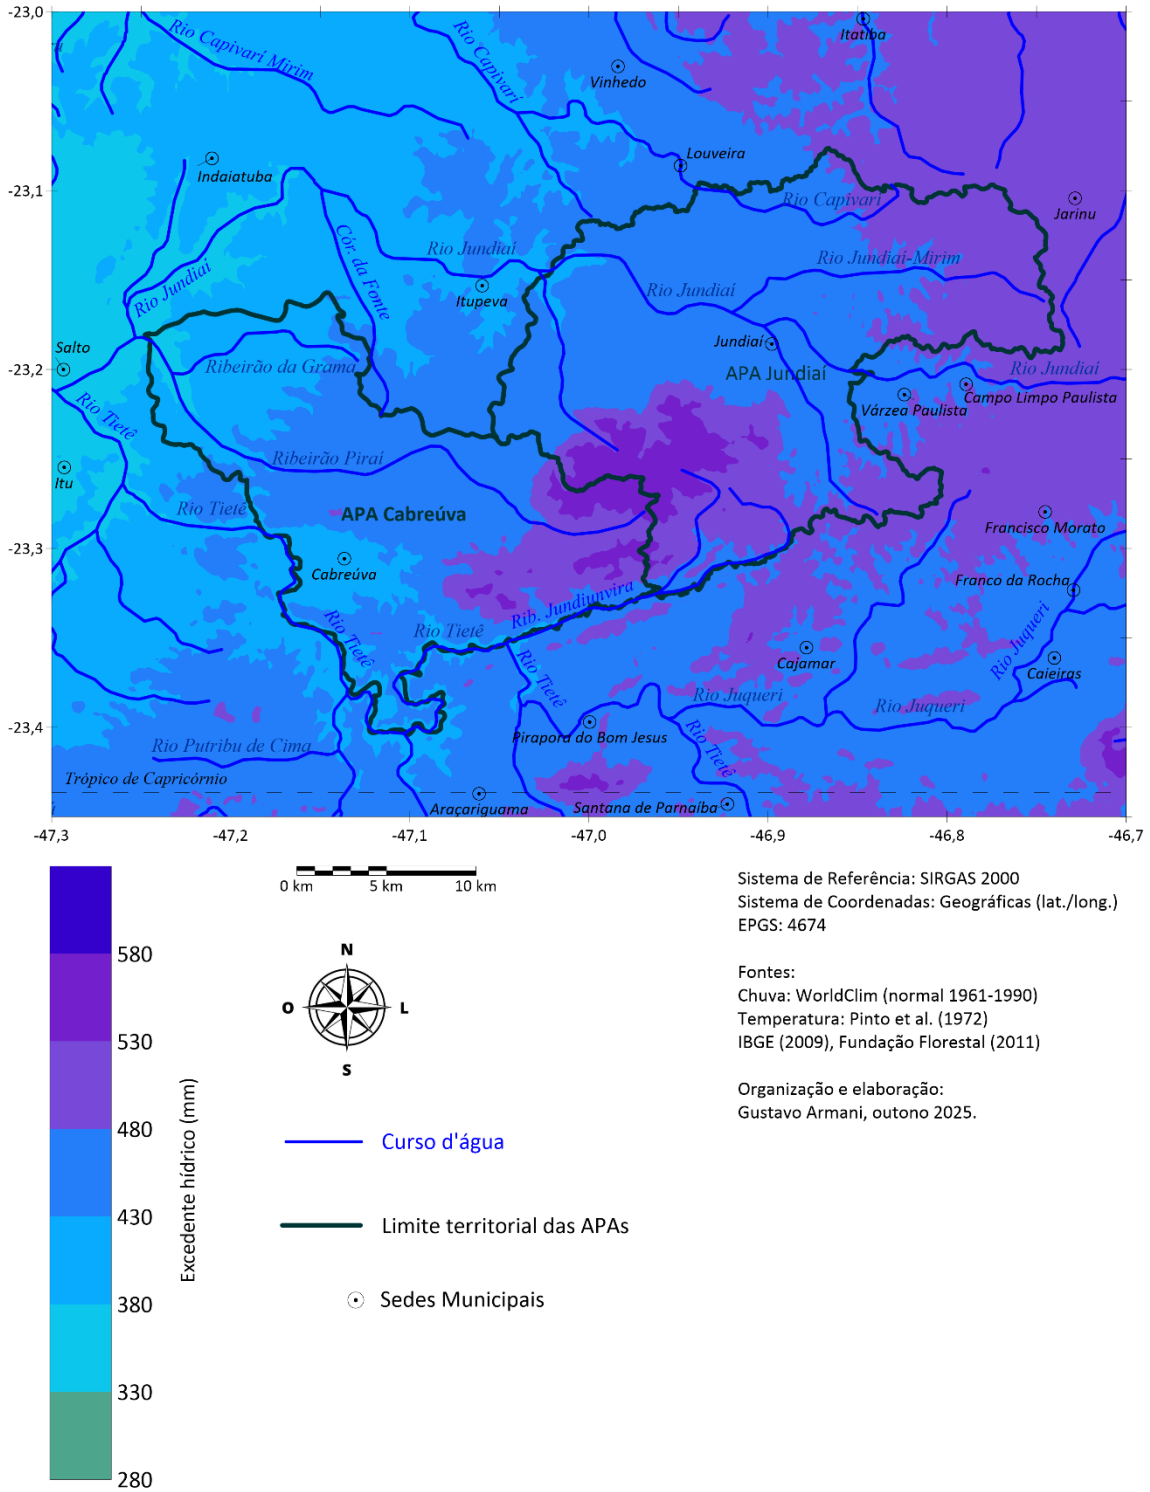 -23,0
Rio Capivarí Mirim
Rio Capivarí
Itatiba
Vinhedo
Louveira
Indaiatuba
-23,1
Rio Capivarí
Jarinu
Cór. da Fonte
Rio Jundiaí
Rio Jundiaí-Mirim
Rio Jundiaí
Itupeva
Rio Jundiaí
Salto
Jundiaí
-23,2
Ribeirão da Grama
APA Jundiaí
Rio Jundiaí
Campo Limpo Paulista
Várzea Paulista
Rio Tietê
Ribeirão Piraí
Itu
Rio Tietê
APA Cabreúva
Francisco Morato
-23,3
Cabreúva
Franco da Rocha
Rib. Jundiunvira
Rio Tietê
Rio Tietê
Rio Juqueri
Cajamar
Caieiras
Rio Tietê
Rio Juqueri
Rio Juqueri
-23,4
Pirapora do Bom Jesus
Rio Putribu de Cima
Rio Tietê
Trópico de Capricórnio
Araçariguama
Santana de Parnaíba
-47,3
-47,2
-47,1
-47,0
-46,9
-46,8
-46,7
0 km
5 km
10 km
Sistema de Referência: SIRGAS 2000
Sistema de Coordenadas: Geográficas (lat./long.)
EPGS: 4674
Fontes:
Chuva: WorldClim (normal 1961-1990)
Temperatura: Pinto et al. (1972)
IBGE (2009), Fundação Florestal (2011)
Organização e elaboração:
Gustavo Armani, outono 2025.
N
O
L
S
Curso d'água
Limite territorial das APAs
Sedes Municipais
Excedente hídrico (mm)
580
530
480
430
380
330
280